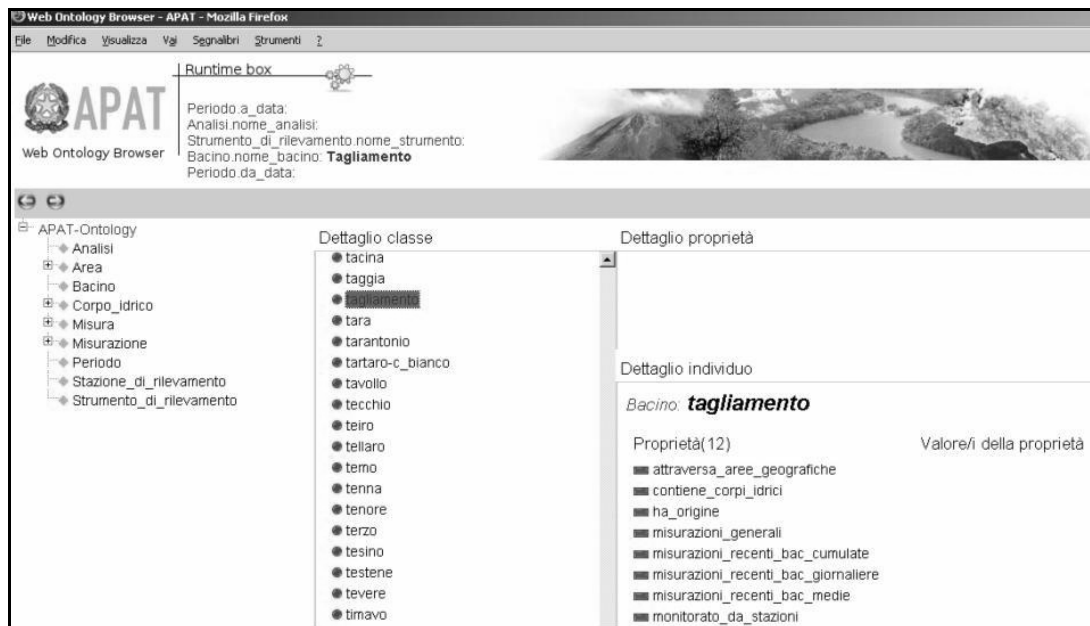 Web Ontology Browser - APAT - Mozilla Firefox
File Modifica Visualizza Vai Segnalibri Strumenti ?
APAT
Web Ontology Browser
Runtime box
Periodo.a_data:
Analisi.nome_analisi:
Strumento_di_rilevamento.nome_strumento:
Bacino.nome_bacino: Tagliamento
Periodo.da_data:
APAT-Ontology
Analisi
Area
Bacino
Corpo_idrico
Misura
Misurazione
Periodo
Stazione_di_rilevamento
Strumento_di_rilevamento
Dettaglio classe
tacina
taggia
tagliamento
tara
tarantonio
tartaro-c_bianco
tavollo
tecchio
teiro
tellaro
temo
tenna
tenore
terzo
tesino
testene
tevere
timavo
Dettaglio proprietà
Dettaglio individuo
Bacino: tagliamento
Proprietà(12) Valore/i della proprietà
attraversa_aree_geografiche
contiene_corpi_idrici
ha_origine
misurazioni_generali
misurazioni_recenti_bac_cumulate
misurazioni_recenti_bac_giornaliere
misurazioni_recenti_bac_medie
monitorato_da_stazioni